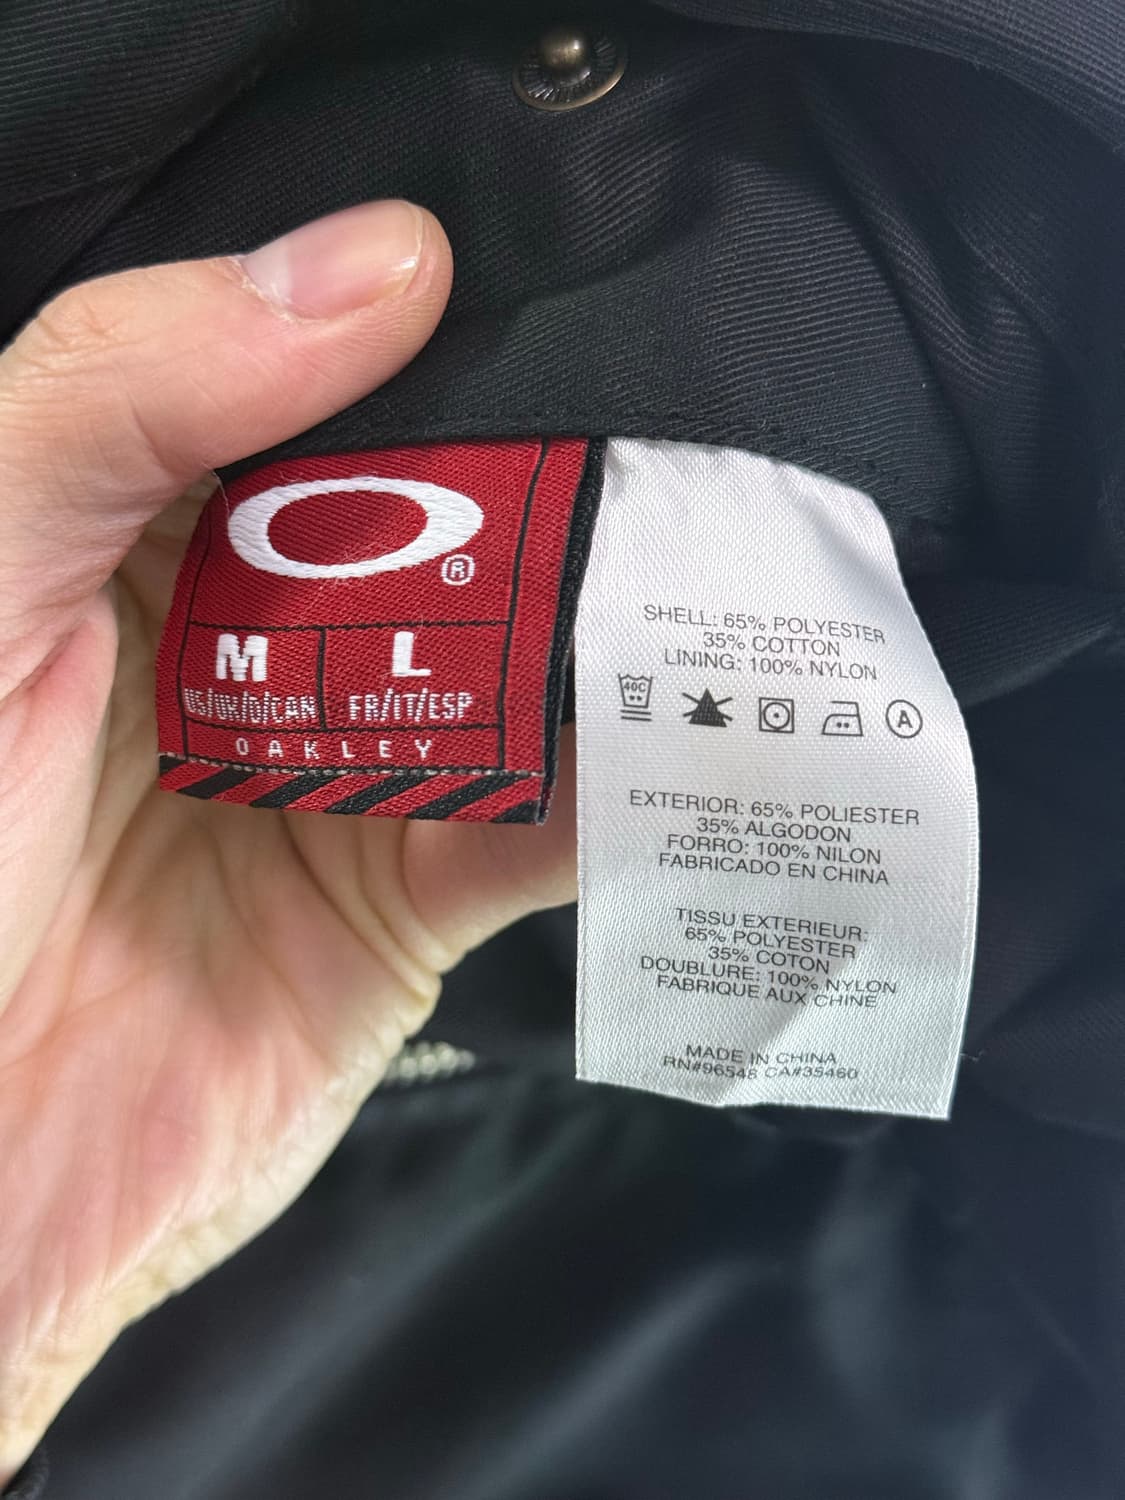 ®
M L
US/UK/D/CAN FR/IT/ESP
OAKLEY
SHELL: 65% POLYESTER
35% COTTON
LINING: 100% NYLON
40C
A
EXTERIOR: 65% POLIESTER
35% ALGODON
FORRO: 100% NILON
FABRICADO EN CHINA
TISSU EXTERIEUR:
65% POLYESTER
35% COTON
DOUBLURE: 100% NYLON
FABRIQUE AUX CHINE
MADE IN CHINA
RN#96548 CA#35460